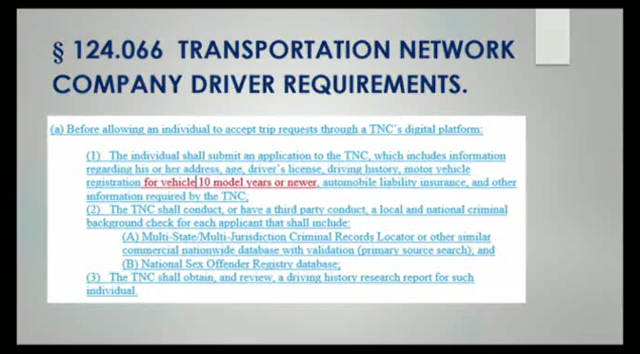 § 124.066 TRANSPORTATION NETWORK
COMPANY DRIVER REQUIREMENTS.
(a) Before allowing an individual to accept trip requests through a TNC's digital platform:
(1) The individual shall submit an application to the TNC, which includes information
regarding his or her address, age, driver's license, driving history, motor vehicle
registration for vehicle 10 model years or newer, automobile liability insurance, and other
information required by the TNC;
(2) The TNC shall conduct, or have a third party conduct, a local and national criminal
background check for each applicant that shall include:
(A) Multi-State/Multi-Jurisdiction Criminal Records Locator or other similar
commercial nationwide database with validation (primary source search); and
(B) National Sex Offender Registry database;
(3) The TNC shall obtain, and review, a driving history research report for such
individual.